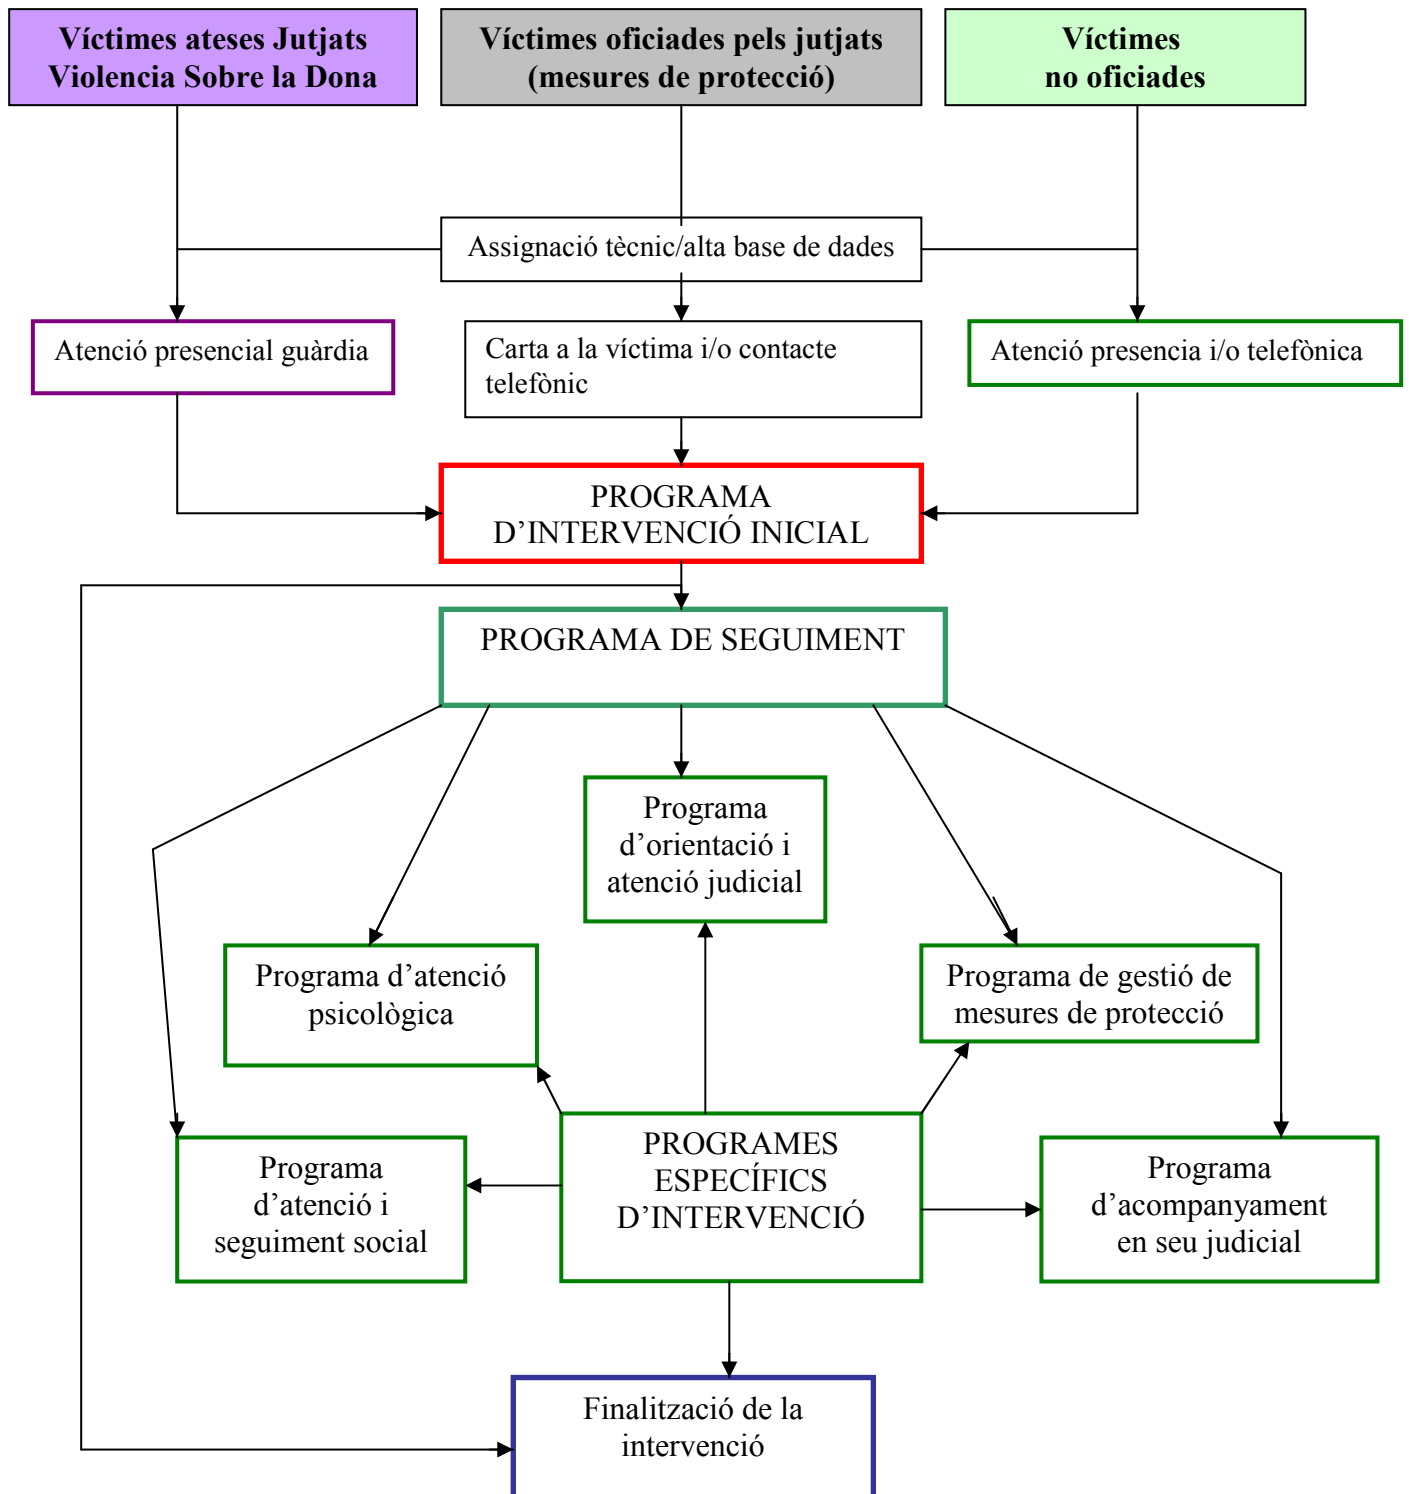 Víctimes ateses Jutjats
Violencia Sobre la Dona
Víctimes oficiades pels jutjats
(mesures de protecció)
Víctimes
no oficiades
Assignació tècnic/alta base de dades
Atenció presencial guàrdia
Carta a la víctima i/o contacte
telefònic
Atenció presencia i/o telefònica
PROGRAMA
D’INTERVENCIÓ INICIAL
PROGRAMA DE SEGUIMENT
Programa
d’orientació i
atenció judicial
Programa d’atenció
psicològica
Programa de gestió de
mesures de protecció
Programa
d’atenció i
seguiment social
PROGRAMES
ESPECÍFICS
D’INTERVENCIÓ
Programa
d’acompanyament
en seu judicial
Finalització de la
intervenció